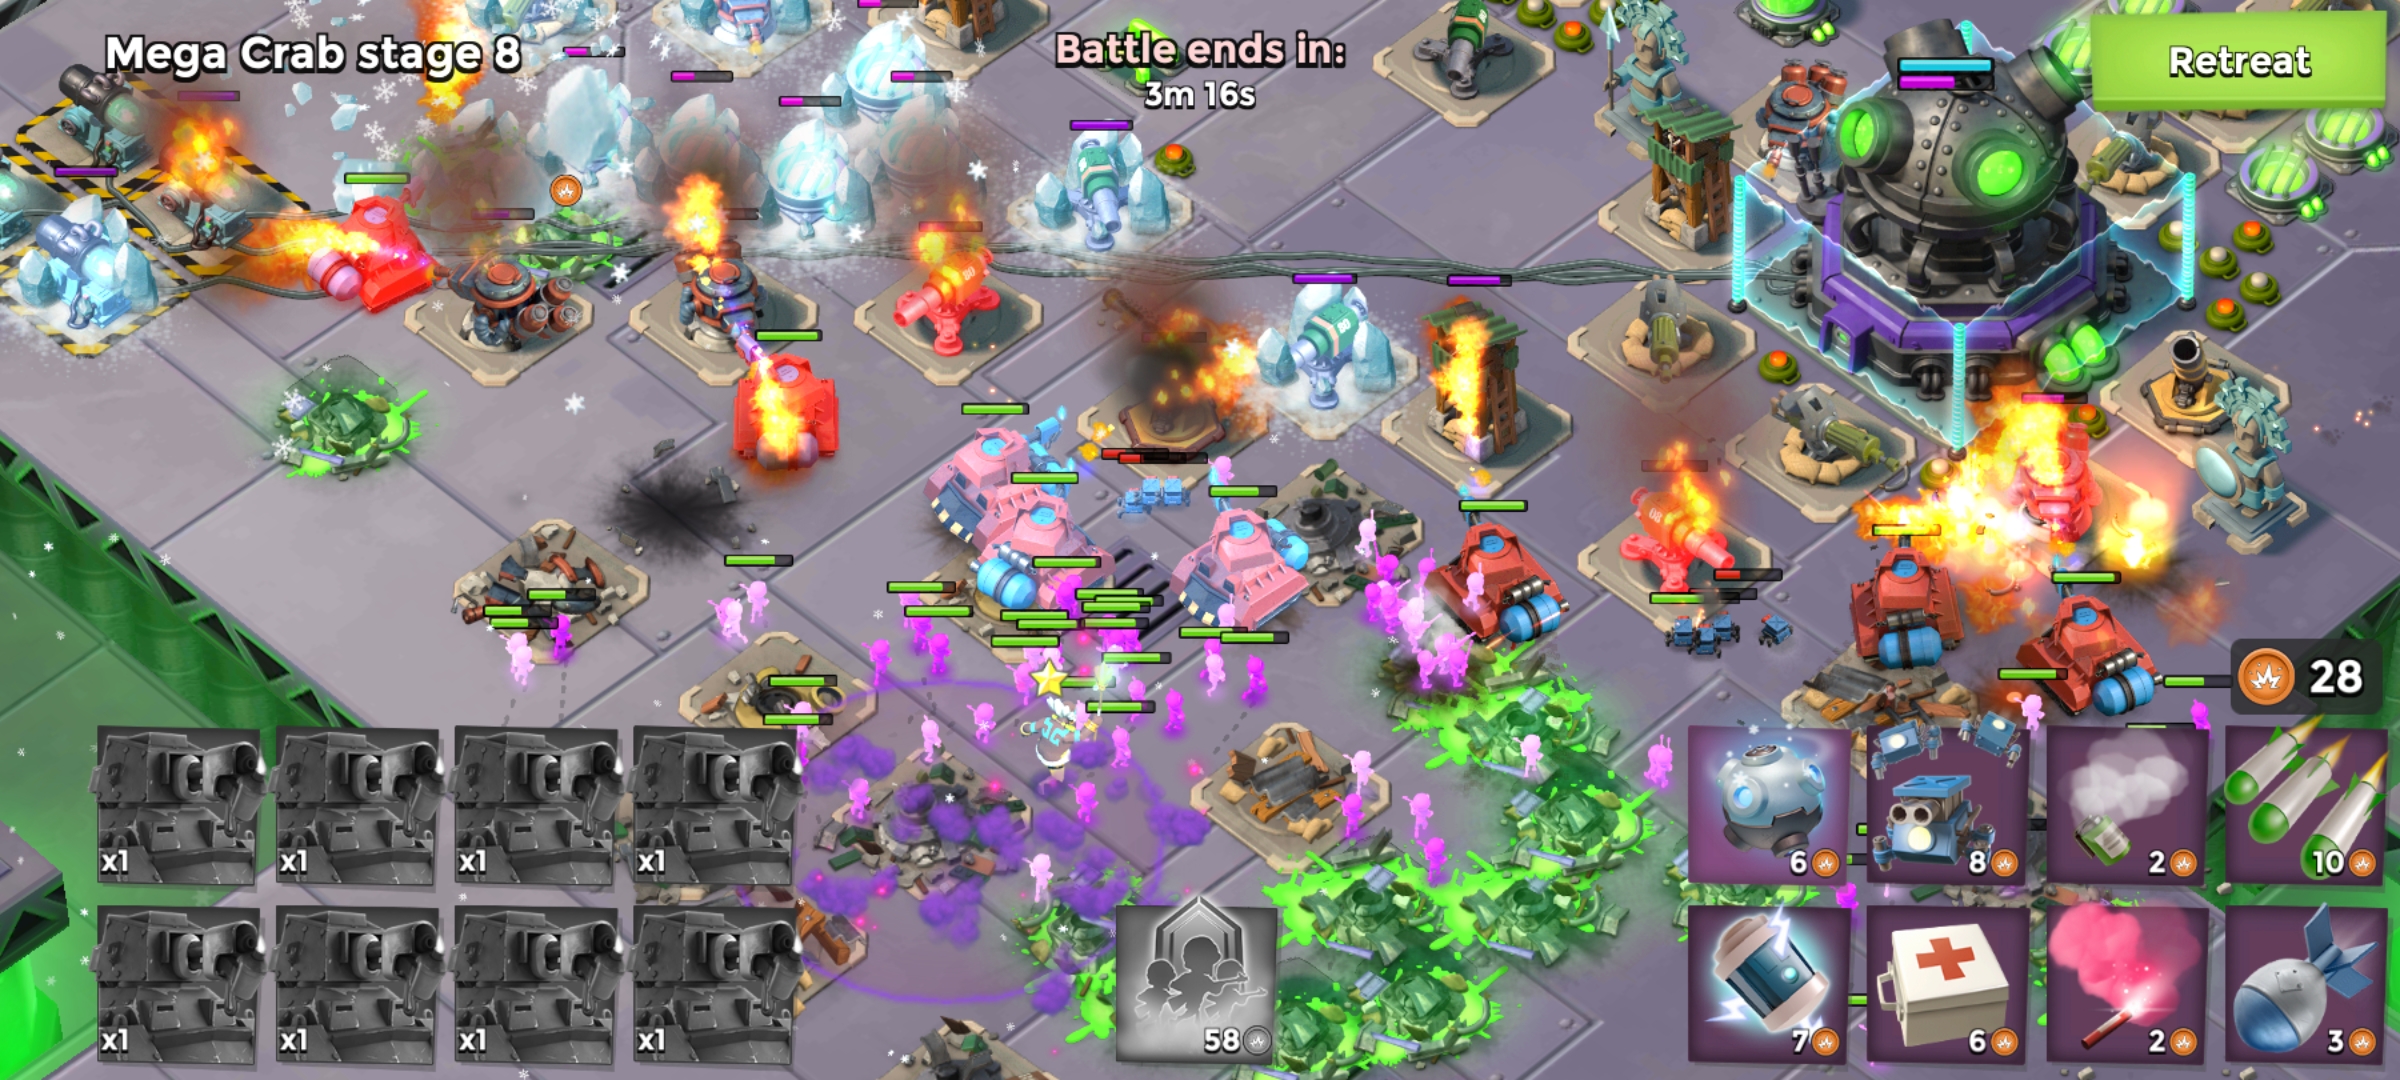 Mega Crab stage 8
Battle ends in:
3m 16s
Retreat
28
x1
x1
x1
x1
6
8
2
10
x1
x1
x1
x1
58
7
6
2
3